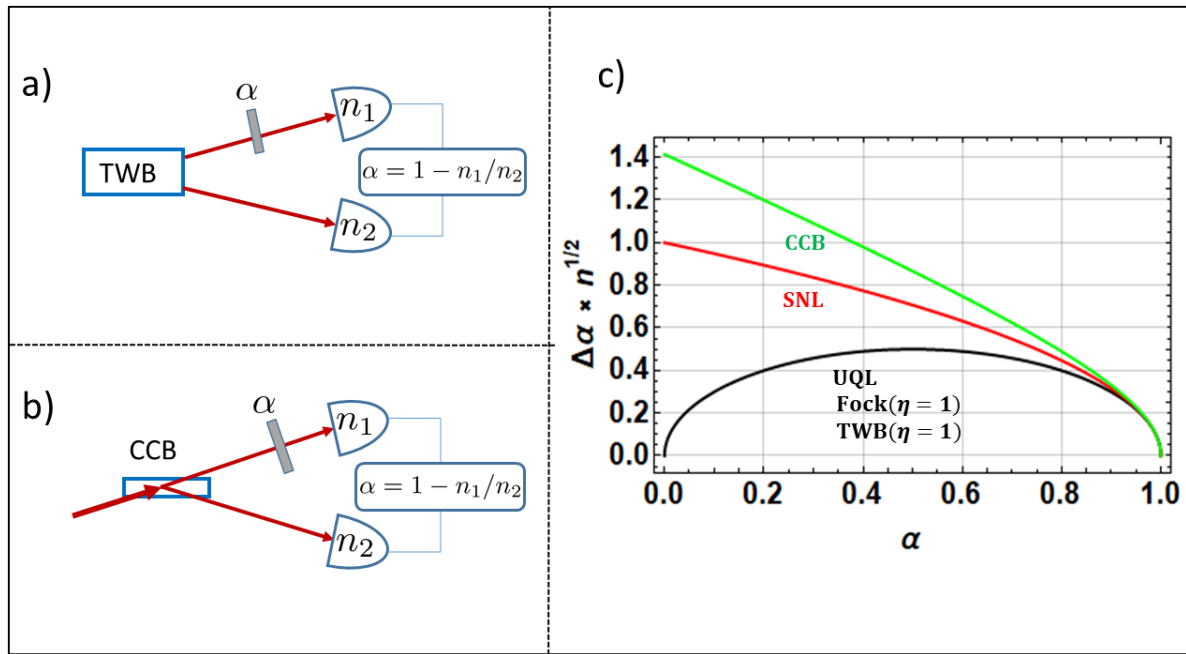 a)
α
n₁
TWB
α = 1 − n₁/n₂
n₂
b)
α
CCB
n₁
α = 1 − n₁/n₂
n₂
c)
1.4
1.2
1.0
0.8
0.6
0.4
0.2
0.0
Δα × n^{1/2}
CCB
SNL
UQL
Fock(η = 1)
TWB(η = 1)
0.0 0.2 0.4 0.6 0.8 1.0
α